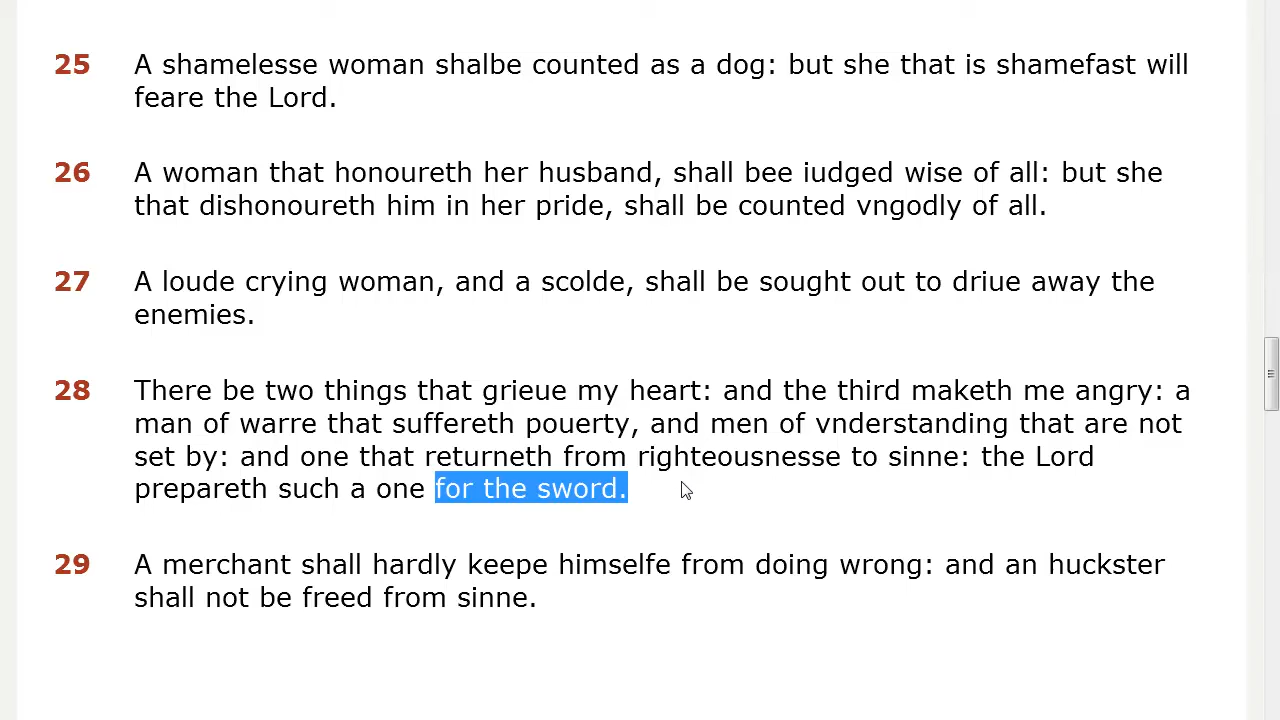 25 A shamelesse woman shalbe counted as a dog: but she that is shamefast will
feare the Lord.
26 A woman that honoureth her husband, shall bee iudged wise of all: but she
that dishonoureth him in her pride, shall be counted vngodly of all.
27 A loude crying woman, and a scolde, shall be sought out to driue away the
enemies.
28 There be two things that grieue my heart: and the third maketh me angry: a
man of warre that suffereth pouerty, and men of vnderstanding that are not
set by: and one that returneth from righteousnesse to sinne: the Lord
prepareth such a one for the sword.
29 A merchant shall hardly keepe himselfe from doing wrong: and an huckster
shall not be freed from sinne.